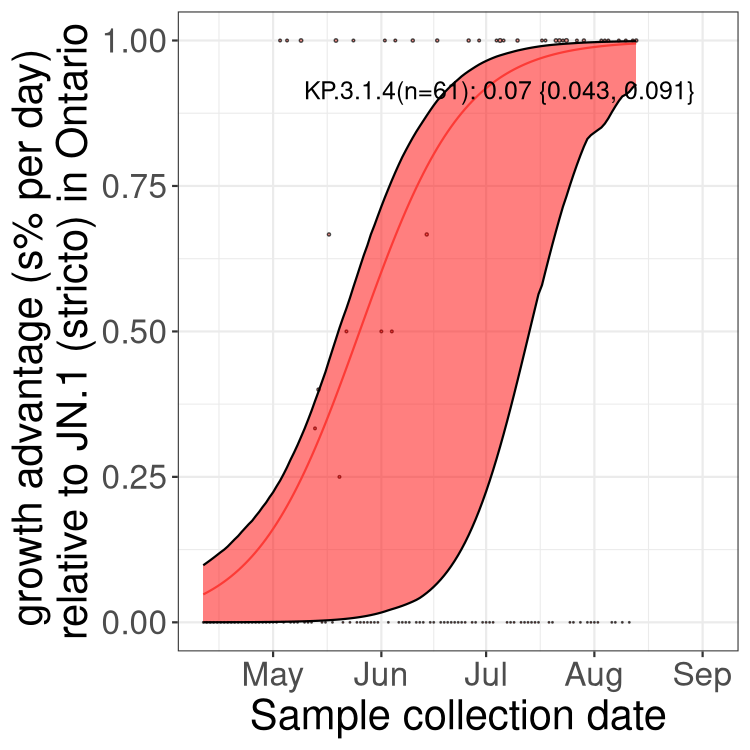 growth advantage (s% per day)
relative to JN.1 (stricto) in Ontario
1.00
0.75
0.50
0.25
0.00
KP.3.1.4(n=61): 0.07 {0.043, 0.091}
May Jun Jul Aug Sep
Sample collection date